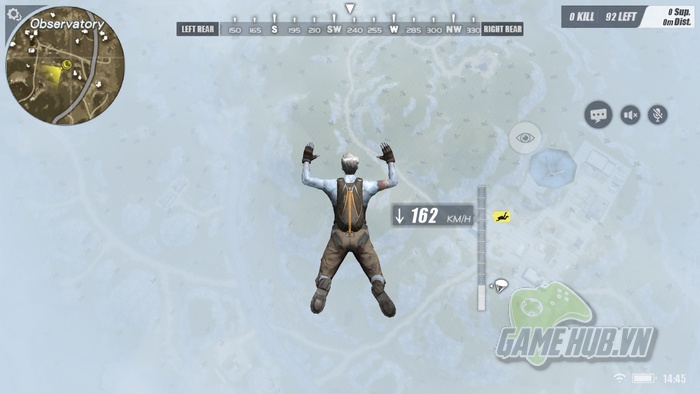 Observatory
LEFT REAR 150 165 S 195 210 SW 240 255 W 285 300 NW 330 RIGHT REAR
0 KILL 92 LEFT 0 Sup.
0m Dist.
162 KM/H
GAMEHUB.VN
14:45